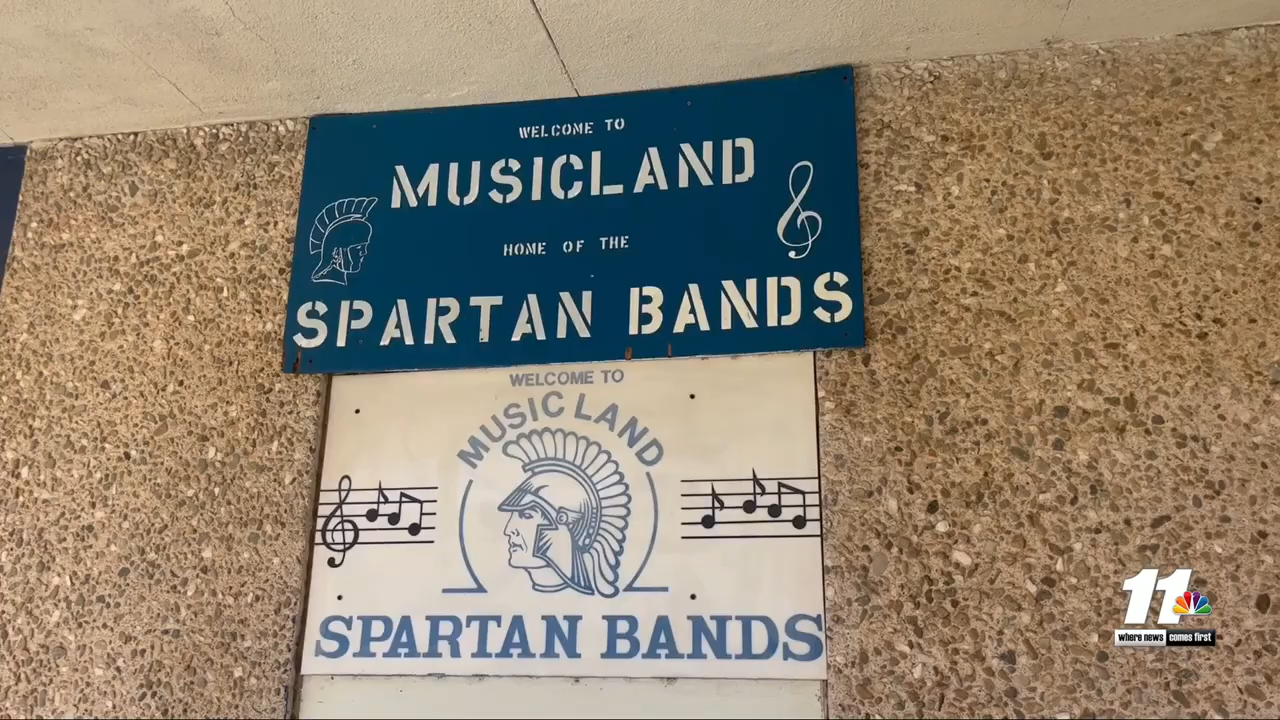 WELCOME TO
MUSICLAND
HOME OF THE
SPARTAN BANDS
WELCOME TO
MUSIC LAND
SPARTAN BANDS
11
where news comes first